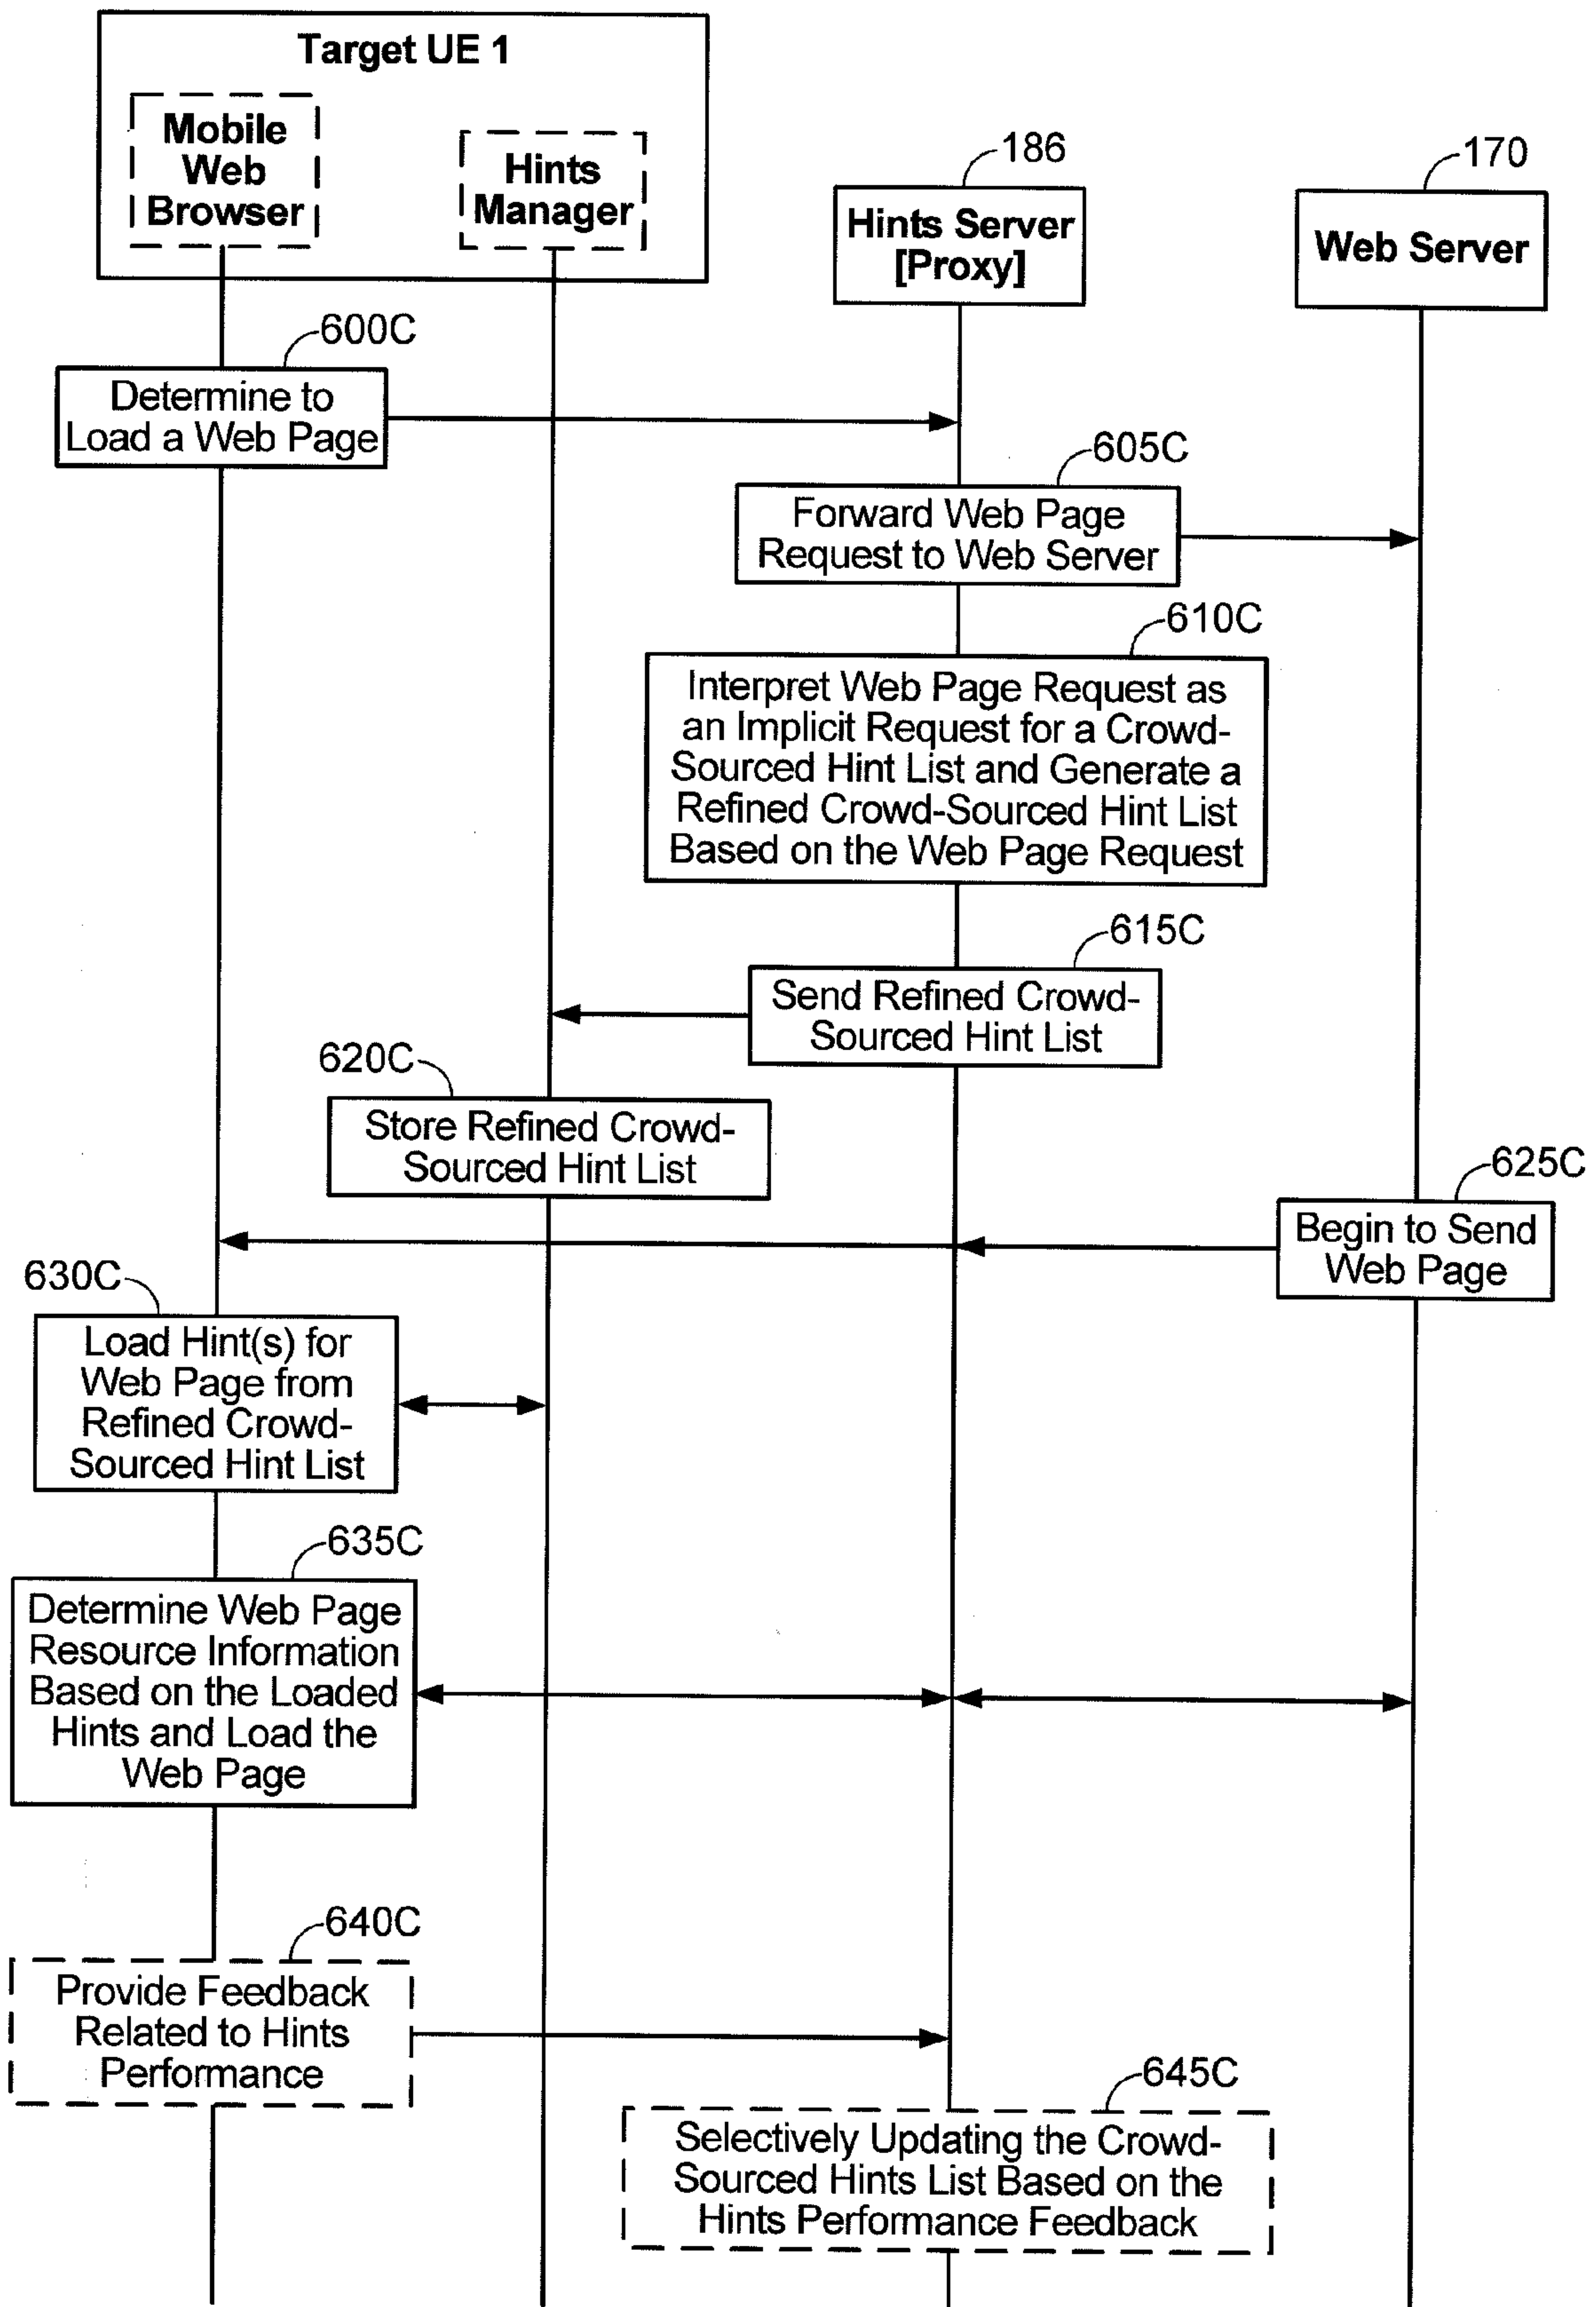 Target UE 1
Mobile
Web
Browser
Hints
Manager
186
Hints Server
[Proxy]
170
Web Server
600C
Determine to
Load a Web Page
605C
Forward Web Page
Request to Web Server
610C
Interpret Web Page Request as
an Implicit Request for a Crowd-
Sourced Hint List and Generate a
Refined Crowd-Sourced Hint List
Based on the Web Page Request
615C
Send Refined Crowd-
Sourced Hint List
620C
Store Refined Crowd-
Sourced Hint List
625C
Begin to Send
Web Page
630C
Load Hint(s) for
Web Page from
Refined Crowd-
Sourced Hint List
635C
Determine Web Page
Resource Information
Based on the Loaded
Hints and Load the
Web Page
640C
Provide Feedback
Related to Hints
Performance
645C
Selectively Updating the Crowd-
Sourced Hints List Based on the
Hints Performance Feedback